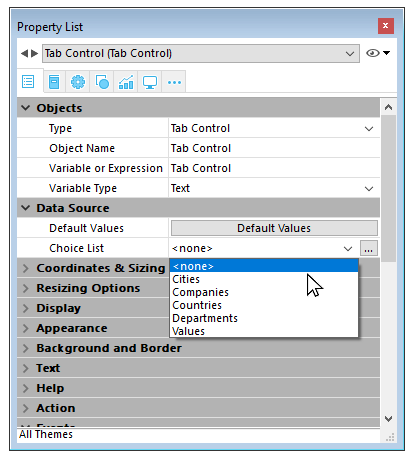 Property List
Tab Control (Tab Control)
Objects
Type Tab Control
Object Name Tab Control
Variable or Expression Tab Control
Variable Type Text
Data Source
Default Values Default Values
Choice List <none> ...
<none>
Cities
Companies
Countries
Departments
Values
Coordinates & Sizing
Resizing Options
Display
Appearance
Background and Border
Text
Help
Action
Events
All Themes